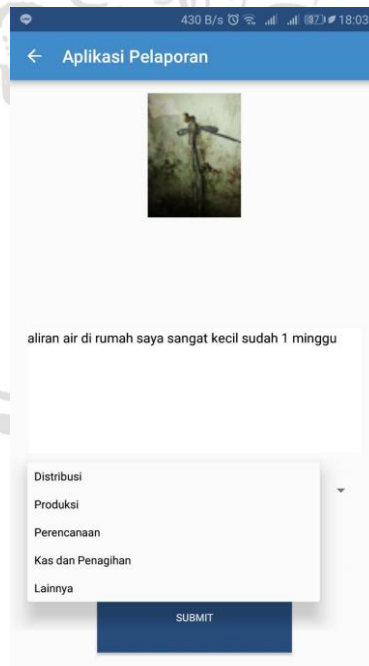 430 B/s 87 18:03
Aplikasi Pelaporan
aliran air di rumah saya sangat kecil sudah 1 minggu
Distribusi
Produksi
Perencanaan
Kas dan Penagihan
Lainnya
SUBMIT